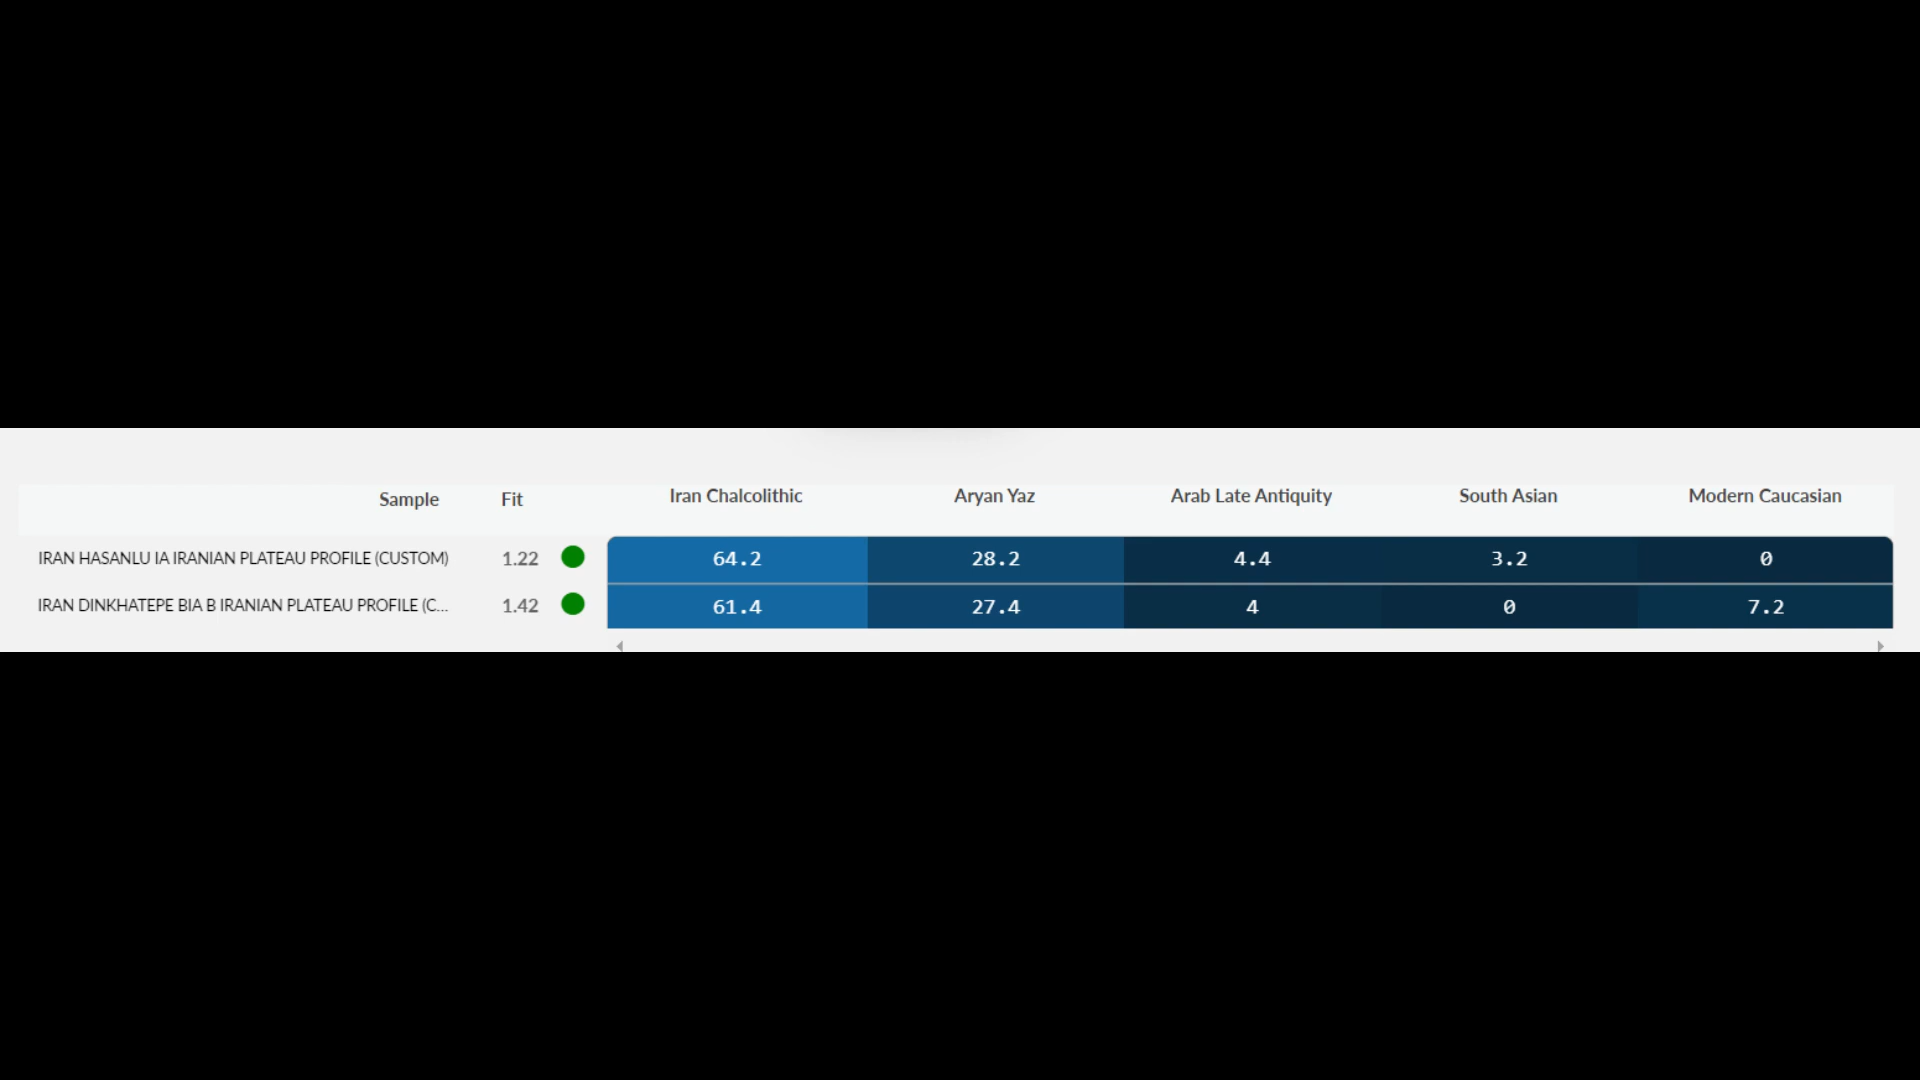 Sample Fit Iran Chalcolithic Aryan Yaz Arab Late Antiquity South Asian Modern Caucasian
IRAN HASANLU IA IRANIAN PLATEAU PROFILE (CUSTOM) 1.22 64.2 28.2 4.4 3.2 0
IRAN DINKHATEPE BIA B IRANIAN PLATEAU PROFILE (C... 1.42 61.4 27.4 4 0 7.2